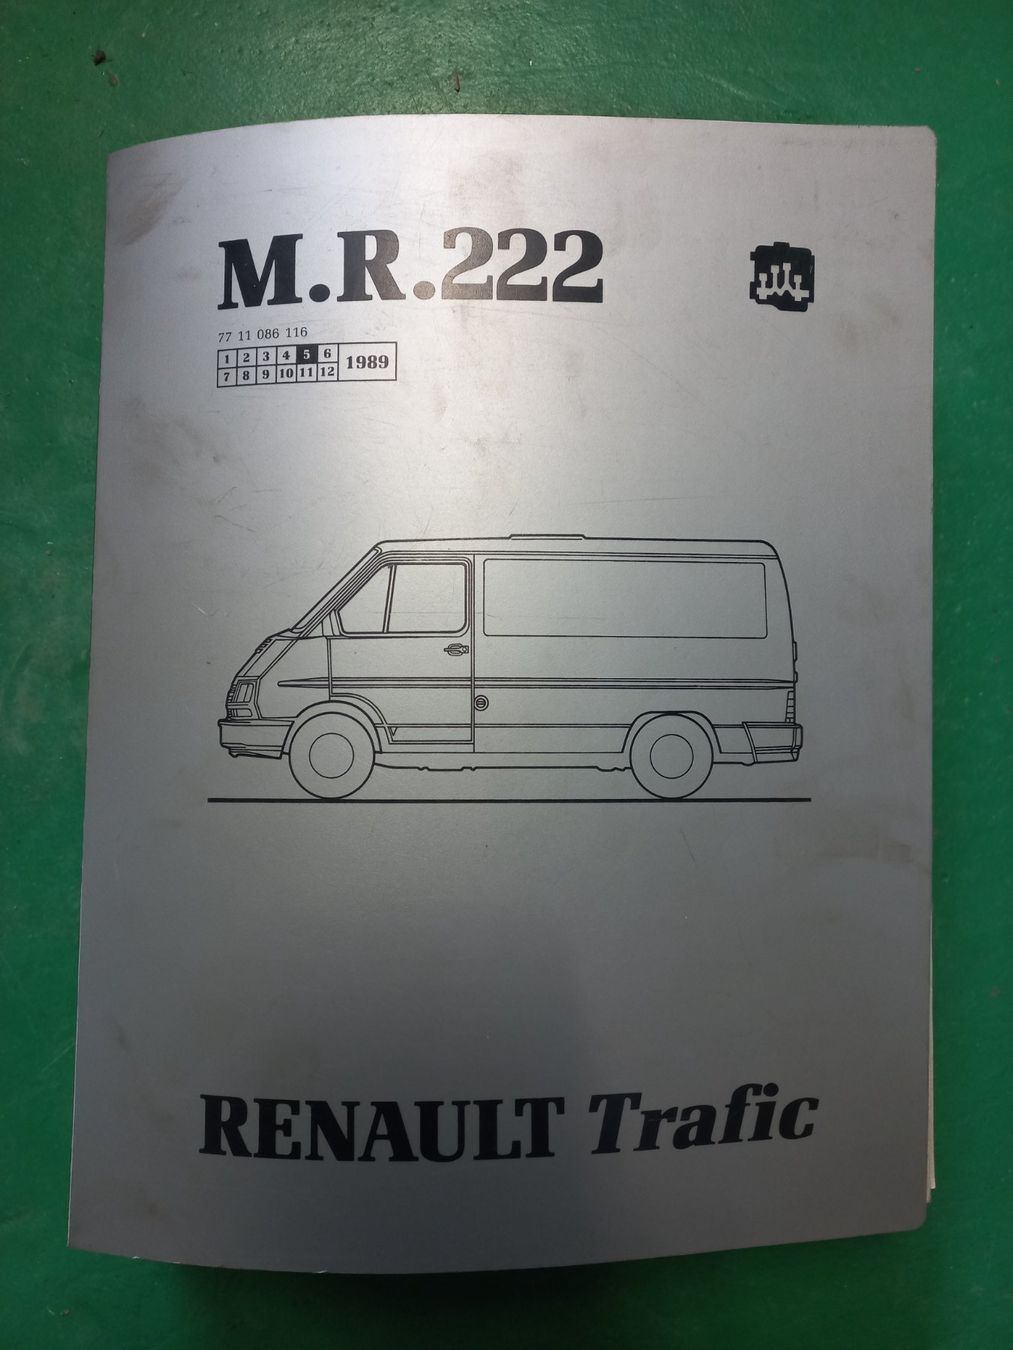 M.R.222
77 11 086 116
1 2 3 4 5 6 1989
7 8 9 10 11 12
RENAULT Trafic